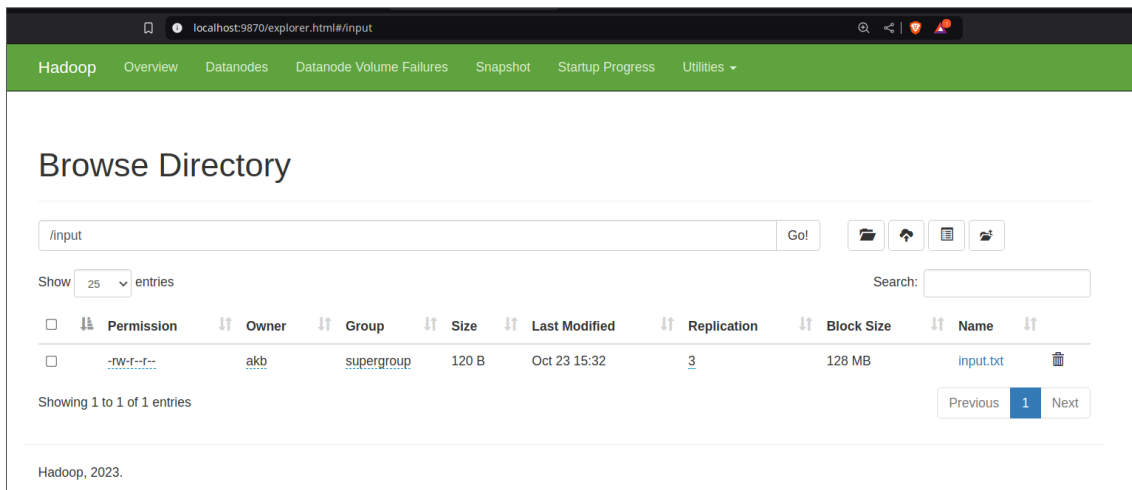 localhost:9870/explorer.html#/input
Hadoop Overview Datanodes Datanode Volume Failures Snapshot Startup Progress Utilities
Browse Directory
/input Go!
Show 25 entries Search:
Permission Owner Group Size Last Modified Replication Block Size Name
-rw-r--r-- akb supergroup 120 B Oct 23 15:32 3 128 MB input.txt
Showing 1 to 1 of 1 entries Previous 1 Next
Hadoop, 2023.